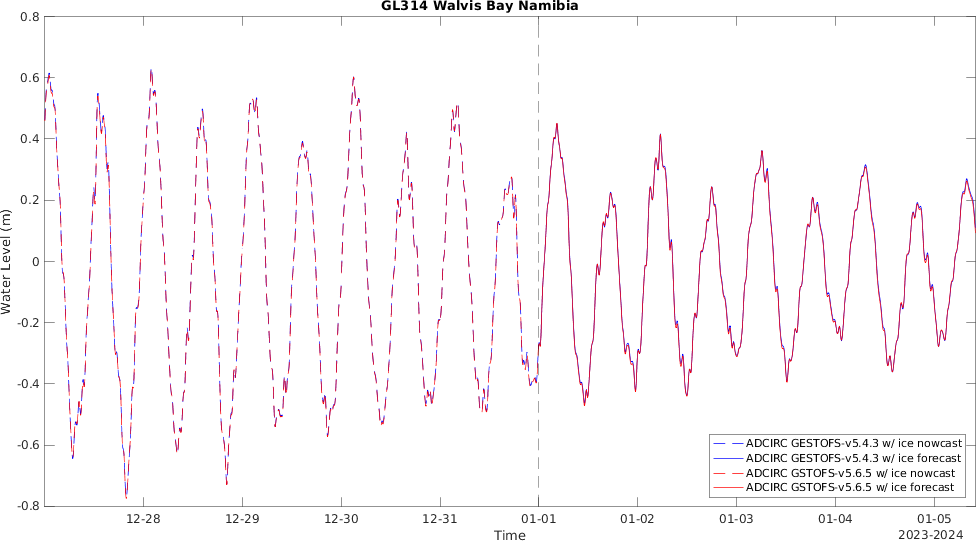 GL314 Walvis Bay Namibia
Water Level (m)
0.8
0.6
0.4
0.2
0
-0.2
-0.4
-0.6
-0.8
12-28
12-29
12-30
12-31
01-01
01-02
01-03
01-04
01-05
2023-2024
Time
ADCIRC GESTOFS-v5.4.3 w/ ice nowcast
ADCIRC GESTOFS-v5.4.3 w/ ice forecast
ADCIRC GSTOFS-v5.6.5 w/ ice nowcast
ADCIRC GSTOFS-v5.6.5 w/ ice forecast